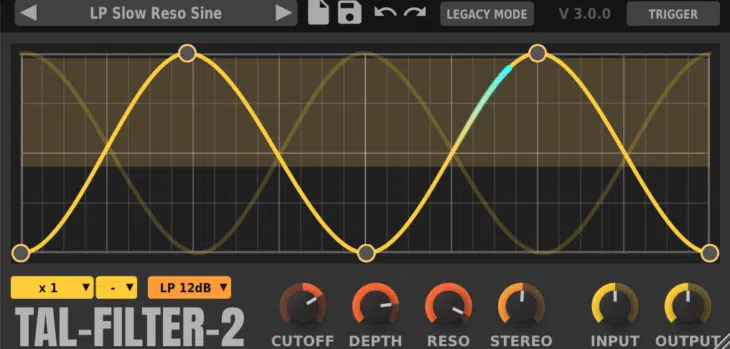 LP Slow Reso Sine
LEGACY MODE
V 3.0.0
TRIGGER
x 1
-
LP 12dB
TAL-FILTER-2
CUTOFF
DEPTH
RESO
STEREO
INPUT
OUTPUT